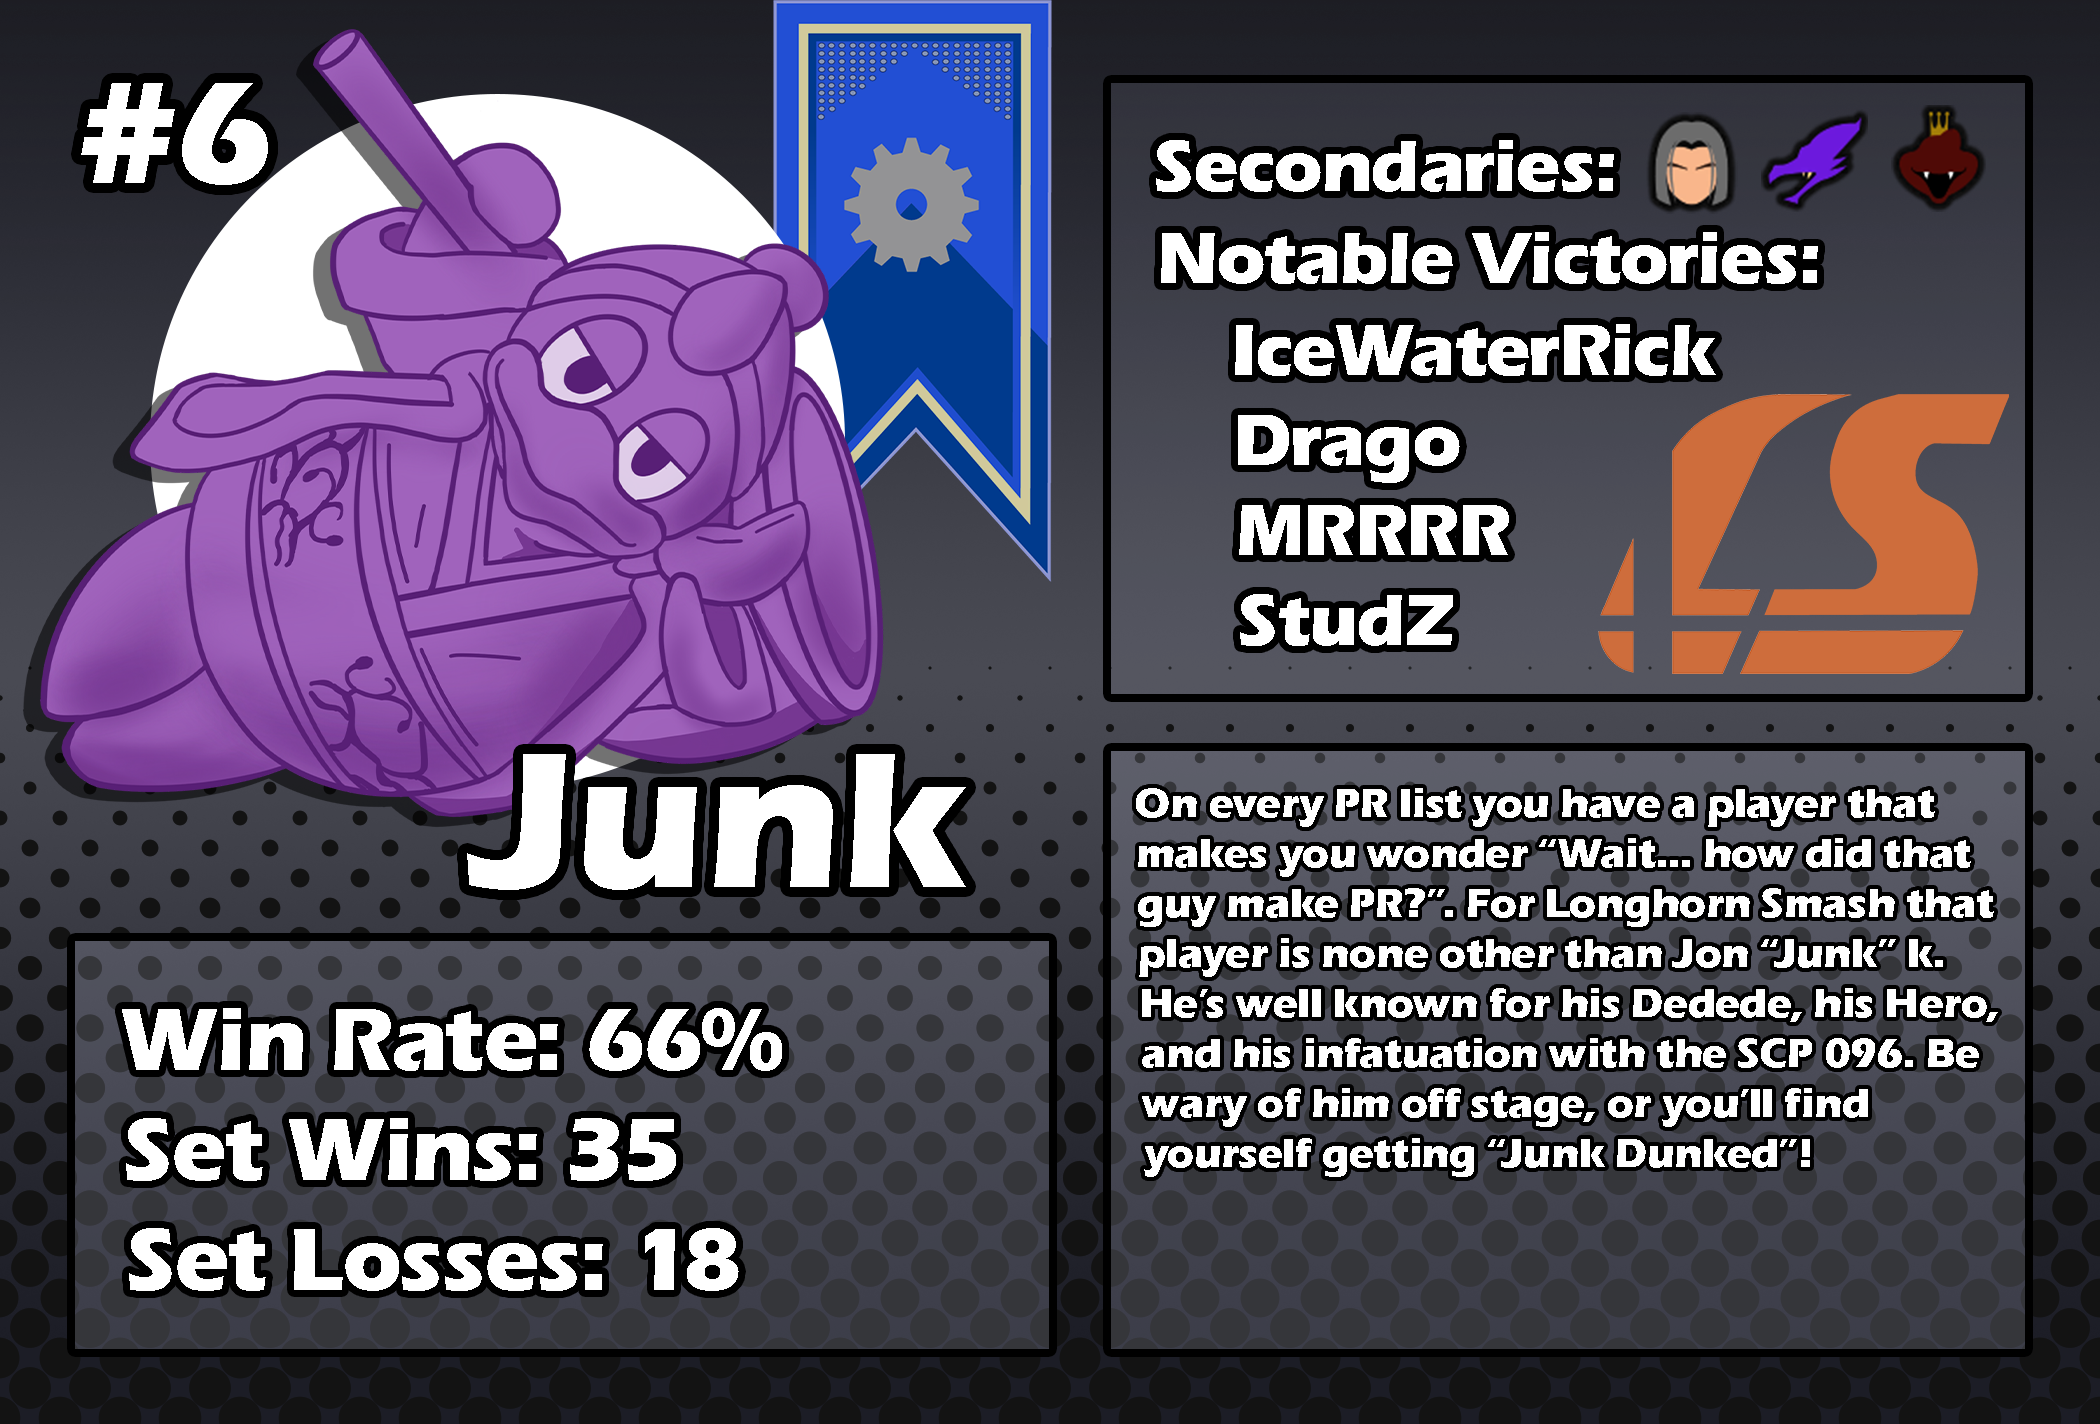 #6
Junk
Win Rate: 66%
Set Wins: 35
Set Losses: 18
Secondaries:
Notable Victories:
IceWaterRick
Drago
MRRRR
StudZ
LS
On every PR list you have a player that
makes you wonder “Wait... how did that
guy make PR?”. For Longhorn Smash that
player is none other than Jon “Junk” k.
He’s well known for his Dedede, his Hero,
and his infatuation with the SCP 096. Be
wary of him off stage, or you’ll find
yourself getting “Junk Dunked”!